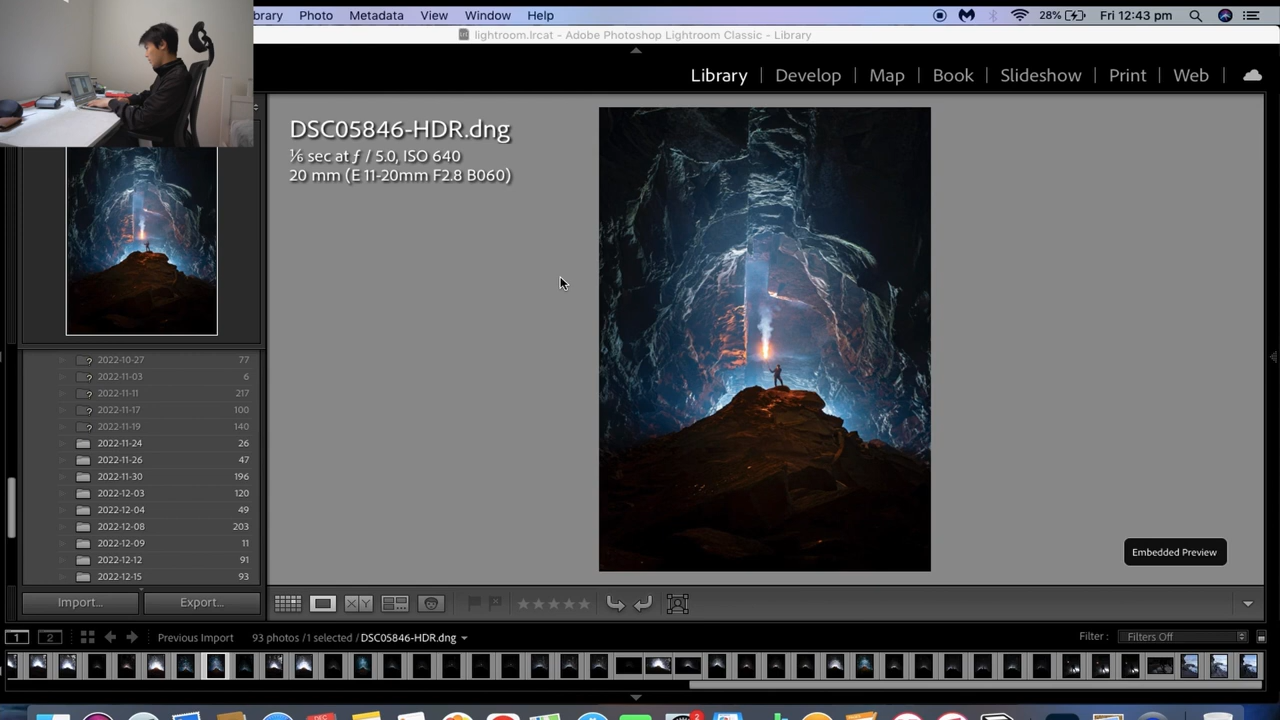 ibrary Photo Metadata View Window Help 28% Fri 12:43 pm
lightroom.lrcat - Adobe Photoshop Lightroom Classic - Library
Library | Develop | Map | Book | Slideshow | Print | Web
DSC05846-HDR.dng
⅙ sec at ƒ / 5.0, ISO 640
20 mm (E 11-20mm F2.8 B060)
2022-10-27 77
2022-11-03 6
2022-11-11 217
2022-11-17 100
2022-11-19 140
2022-11-24 26
2022-11-26 47
2022-11-30 196
2022-12-03 120
2022-12-04 49
2022-12-08 203
2022-12-09 11
2022-12-12 91
2022-12-15 93
Embedded Preview
Import... Export...
XY
1 2 Previous Import 93 photos / 1 selected / DSC05846-HDR.dng Filter : Filters Off
DEC 2